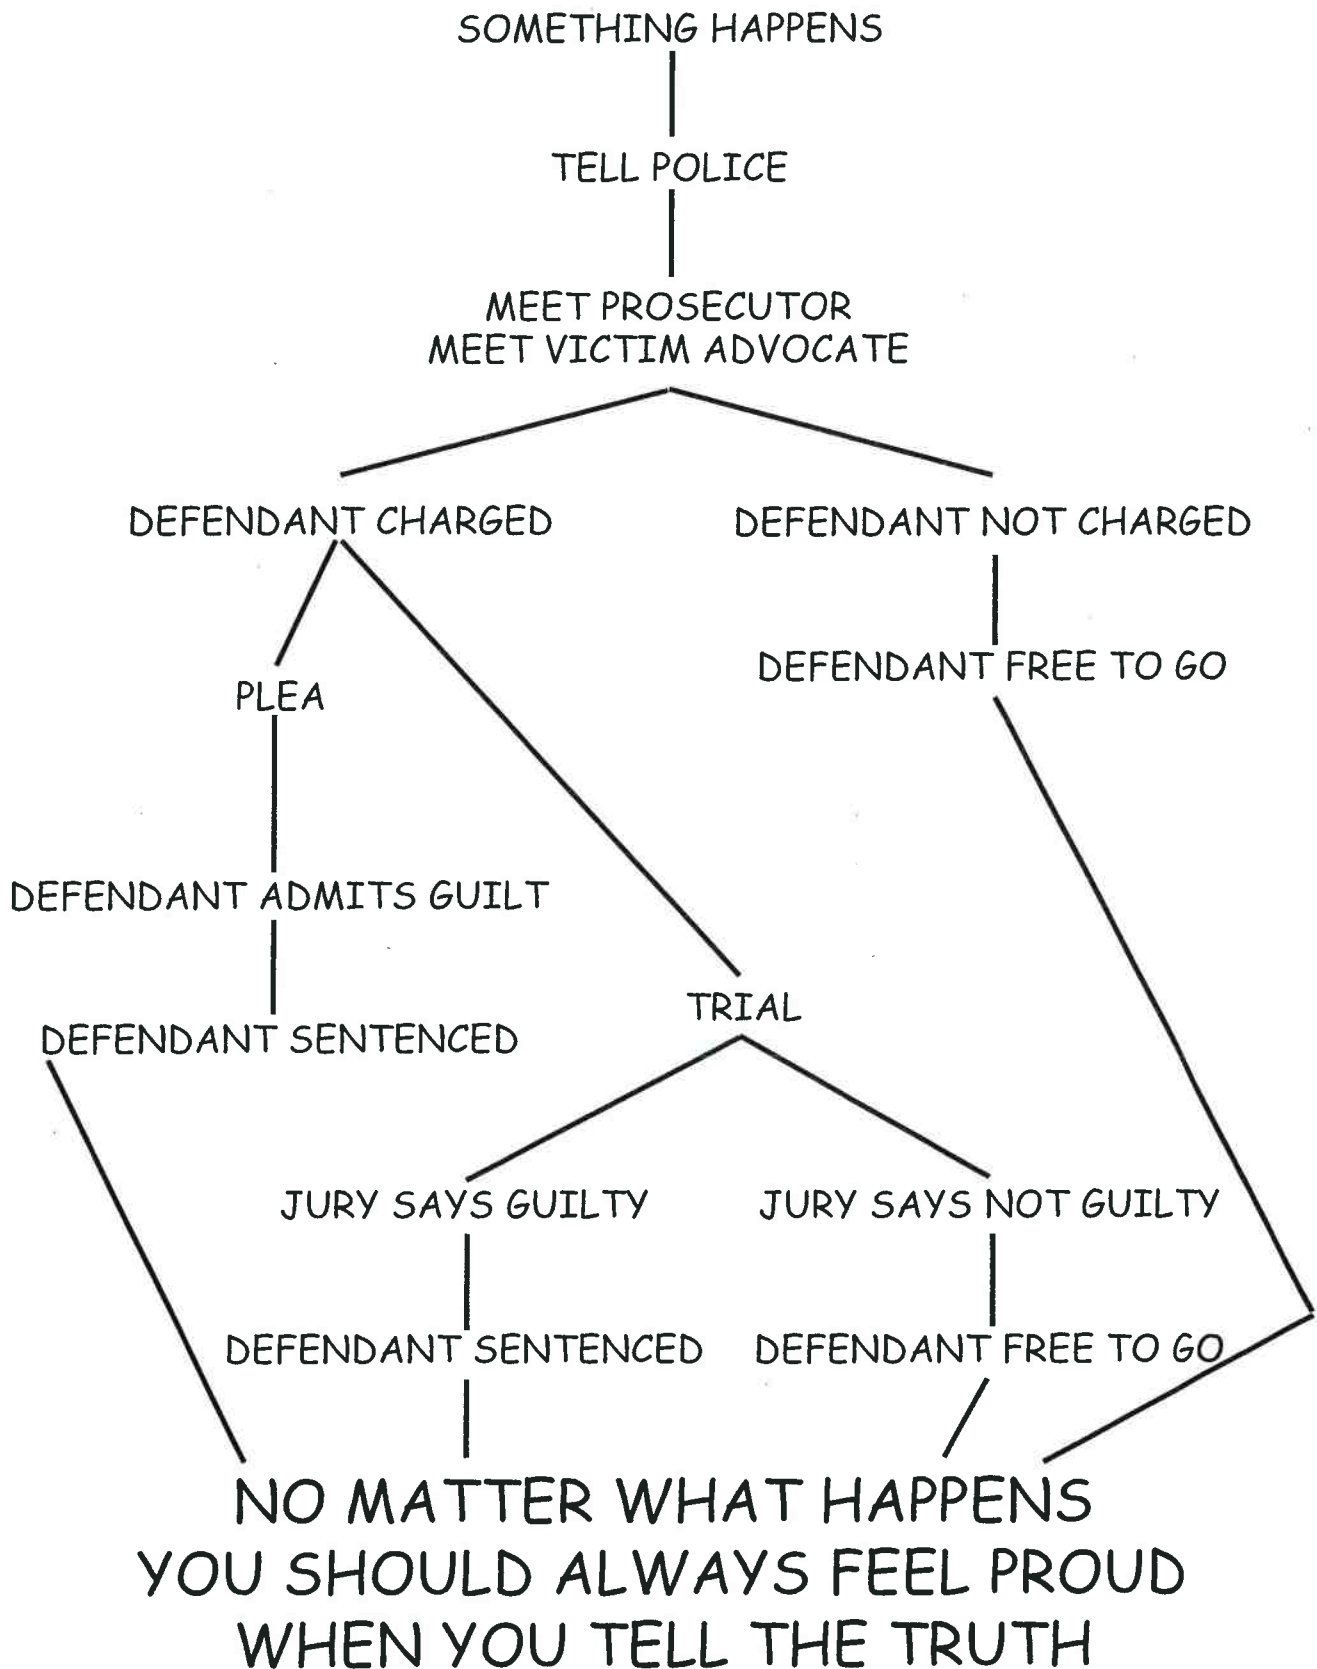 SOMETHING HAPPENS
TELL POLICE
MEET PROSECUTOR
MEET VICTIM ADVOCATE
DEFENDANT CHARGED
DEFENDANT NOT CHARGED
DEFENDANT FREE TO GO
PLEA
DEFENDANT ADMITS GUILT
TRIAL
DEFENDANT SENTENCED
JURY SAYS GUILTY
JURY SAYS NOT GUILTY
DEFENDANT SENTENCED
DEFENDANT FREE TO GO
NO MATTER WHAT HAPPENS
YOU SHOULD ALWAYS FEEL PROUD
WHEN YOU TELL THE TRUTH